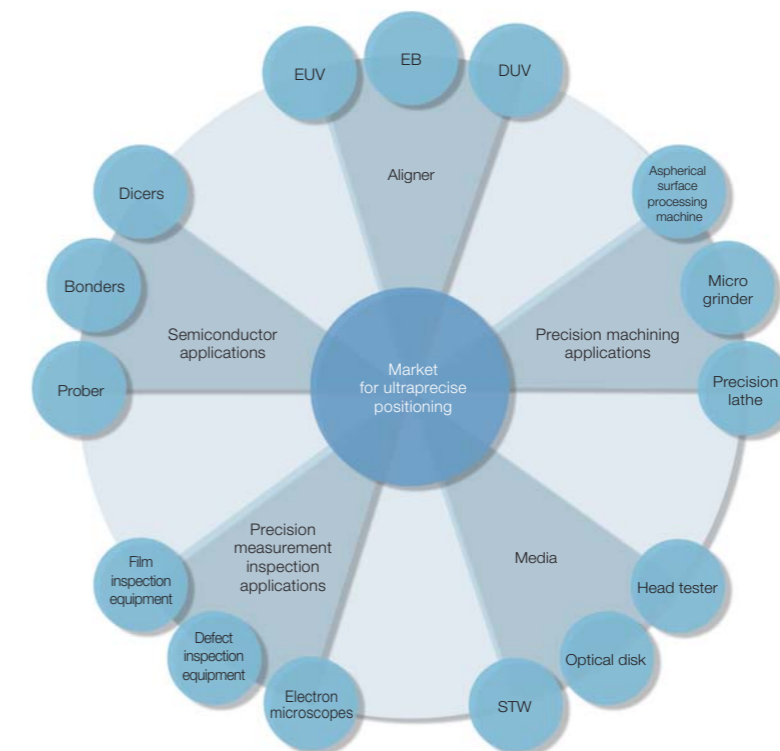 EUV
EB
DUV
Aligner
Aspherical
surface
processing
machine
Micro
grinder
Precision
lathe
Precision machining
applications
Dicers
Bonders
Prober
Semiconductor
applications
Market
for ultraprecise
positioning
Precision
measurement
inspection
applications
Film
inspection
equipment
Defect
inspection
equipment
Electron
microscopes
Media
Head tester
Optical disk
STW